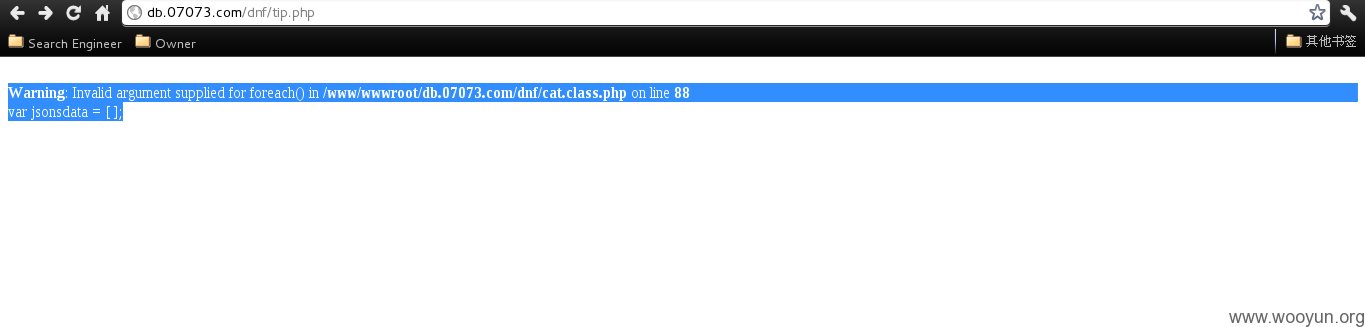 db.07073.com/dnf/tip.php
Search Engineer Owner 其他书签
Warning: Invalid argument supplied for foreach() in /www/wwwroot/db.07073.com/dnf/cat.class.php on line 88
var jsonsdata = [ ];
www.wooyun.org